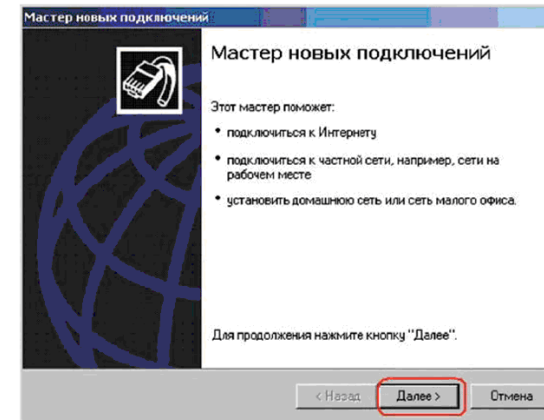 Мастер новых подключений
Мастер новых подключений
Этот мастер поможет:
• подключиться к Интернету
• подключиться к частной сети, например, сети на
рабочем месте
• установить домашнюю сеть или сеть малого офиса.
Для продолжения нажмите кнопку "Далее".
< Назад
Далее >
Отмена